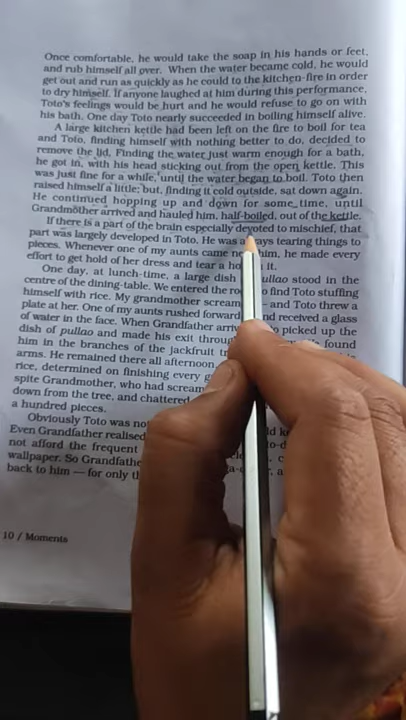 Once comfortable, he would take the soap in his hands or feet,
and rub himself all over. When the water became cold, he would
get out and run as quickly as he could to the kitchen-fire in order
to dry himself. If anyone laughed at him during this performance,
Toto's feelings would be hurt and he would refuse to go on with
his bath. One day Toto nearly succeeded in boiling himself alive.
A large kitchen kettle had been left on the fire to boil for tea
and Toto, finding himself with nothing better to do, decided to
remove the lid. Finding the water just warm enough for a bath,
he got in, with his head sticking out from the open kettle. This
was just fine for a while, until the water began to boil. Toto then
raised himself a little; but, finding it cold outside, sat down again.
He continued hopping up and down for some time, until
Grandmother arrived and hauled him, half-boiled, out of the kettle.
If there is a part of the brain especially devoted to mischief, that
part was largely developed in Toto. He was always tearing things to
pieces. Whenever one of my aunts came near him, he made every
effort to get hold of her dress and tear a hole in it.
One day, at lunch-time, a large dish of pullao stood in the
centre of the dining-table. We entered the room to find Toto stuffing
himself with rice. My grandmother screamed — and Toto threw a
plate at her. One of my aunts rushed forward and received a glass
of water in the face. When Grandfather arrived, Toto picked up the
dish of pullao and made his exit through found
him in the branches of the jackfruit
arms. He remained there all afternoon
rice, determined on finishing every
spite Grandmother, who had screamed
down from the tree, and chattered
a hundred pieces.
Obviously Toto was not
Even Grandfather realised
not afford the frequent
wallpaper. So Grandfather
back to him — for only
10 / Moments